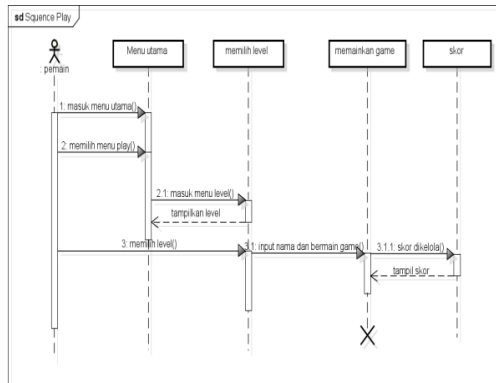 sd Squence Play
: pemain
Menu utama
memilih level
memainkan game
skor
1: masuk menu utama()
2: memilih menu play()
2.1: masuk menu level()
tampilkan level
3: memilih level()
3.1: input nama dan bermain game()
3.1.1: skor dikelola()
tampil skor